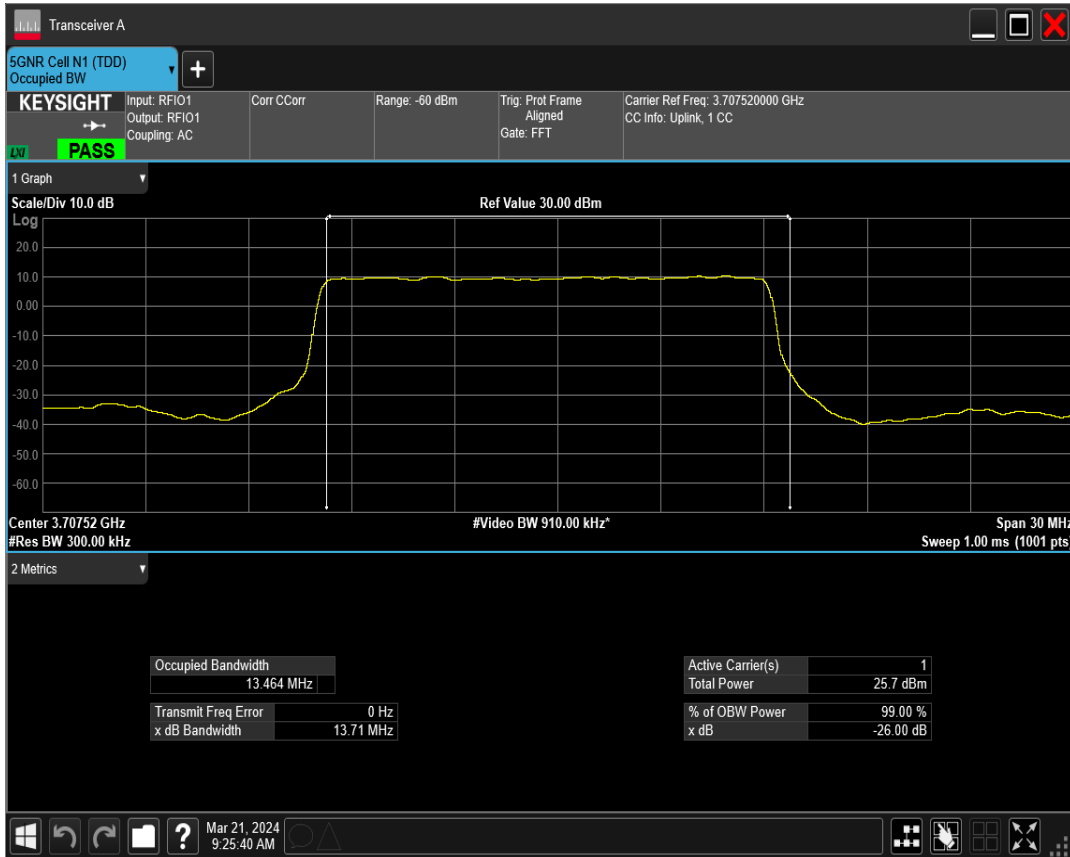 Transceiver A
5GNR Cell N1 (TDD)
Occupied BW
+
KEYSIGHT
LXI
PASS
Input: RFIO1
Output: RFIO1
Coupling: AC
Corr CCorr
Range: -60 dBm
Trig: Prot Frame
Aligned
Gate: FFT
Carrier Ref Freq: 3.707520000 GHz
CC Info: Uplink, 1 CC
1 Graph
Scale/Div 10.0 dB
Ref Value 30.00 dBm
Log
20.0
10.0
0.00
-10.0
-20.0
-30.0
-40.0
-50.0
-60.0
Center 3.70752 GHz
#Video BW 910.00 kHz*
Span 30 MHz
#Res BW 300.00 kHz
Sweep 1.00 ms (1001 pts)
2 Metrics
Occupied Bandwidth
13.464 MHz
Transmit Freq Error 0 Hz
x dB Bandwidth 13.71 MHz
Active Carrier(s) 1
Total Power 25.7 dBm
% of OBW Power 99.00 %
x dB -26.00 dB
?
Mar 21, 2024
9:25:40 AM